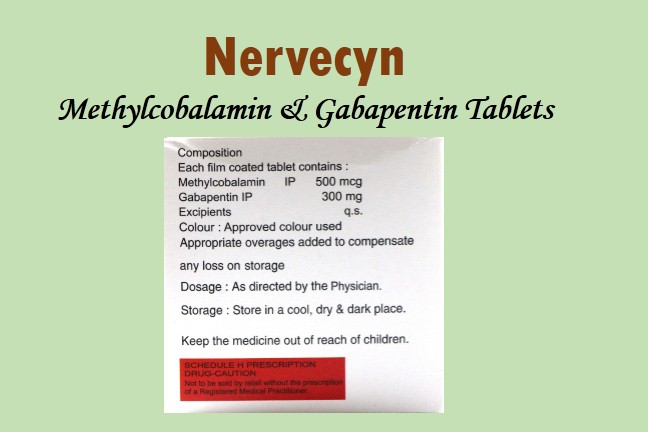 Nervecyn
Methylcobalamin & Gabapentin Tablets
Composition
Each film coated tablet contains :
Methylcobalamin IP 500 mcg
Gabapentin IP 300 mg
Excipients q.s.
Colour : Approved colour used
Appropriate overages added to compensate
any loss on storage
Dosage : As directed by the Physician.
Storage : Store in a cool, dry & dark place.
Keep the medicine out of reach of children.
SCHEDULE H PRESCRIPTION
DRUG-CAUTION
Not to be sold by retail without the prescription
of a Registered Medical Practitioner.